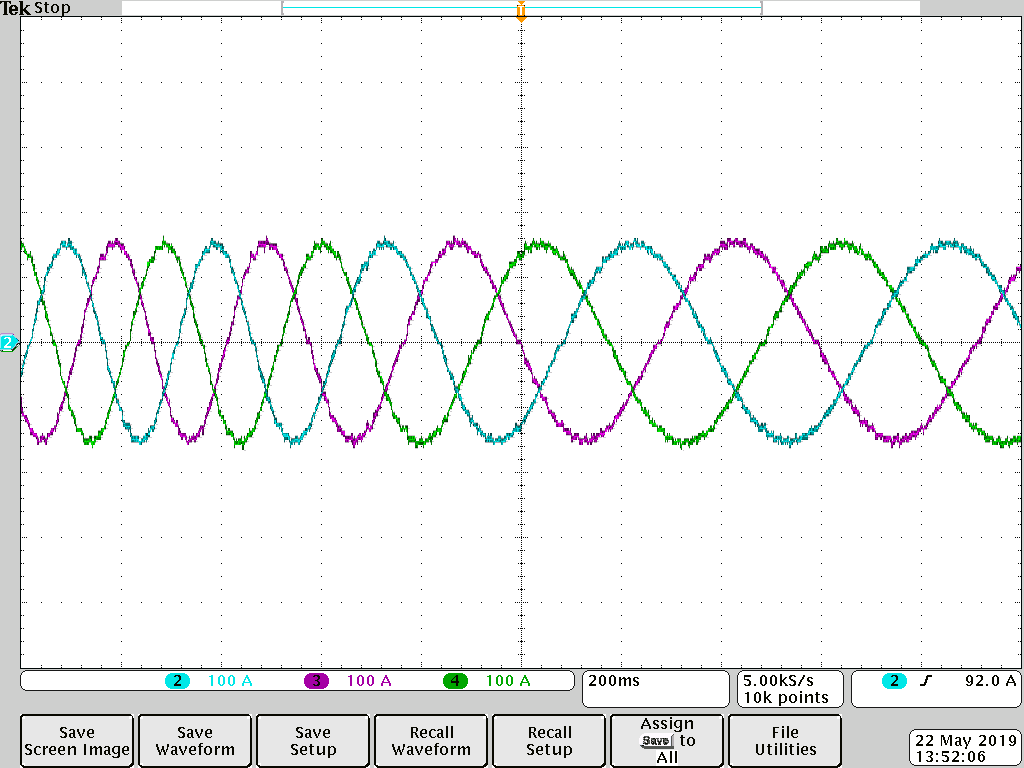 Tek Stop
T
2
2 100 A 3 100 A 4 100 A
200ms
5.00kS/s
10k points
2 92.0 A
Save
Screen Image
Save
Waveform
Save
Setup
Recall
Waveform
Recall
Setup
Assign
Save to
All
File
Utilities
22 May 2019
13:52:06